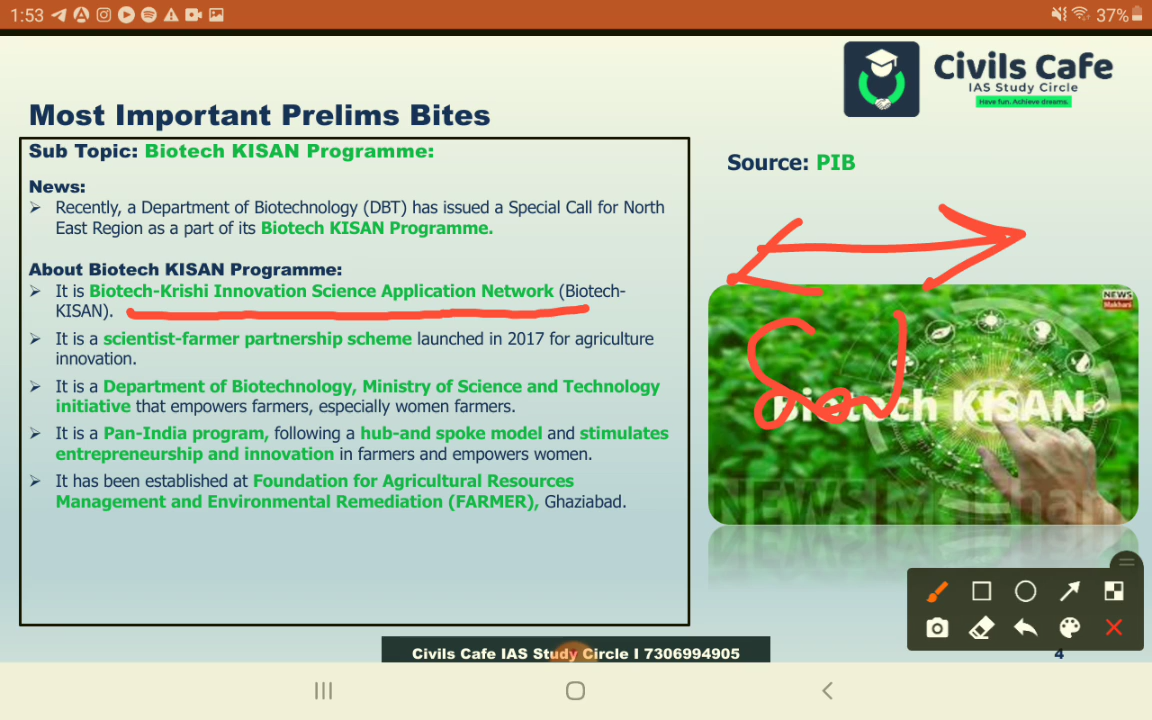 1:53
37%
Civils Cafe
IAS Study Circle
Have fun. Achieve dreams.
Most Important Prelims Bites
Sub Topic: Biotech KISAN Programme:
Source: PIB
News:
➢ Recently, a Department of Biotechnology (DBT) has issued a Special Call for North
East Region as a part of its Biotech KISAN Programme.
About Biotech KISAN Programme:
➢ It is Biotech-Krishi Innovation Science Application Network (Biotech-
KISAN).
➢ It is a scientist-farmer partnership scheme launched in 2017 for agriculture
innovation.
➢ It is a Department of Biotechnology, Ministry of Science and Technology
initiative that empowers farmers, especially women farmers.
➢ It is a Pan-India program, following a hub-and spoke model and stimulates
entrepreneurship and innovation in farmers and empowers women.
➢ It has been established at Foundation for Agricultural Resources
Management and Environmental Remediation (FARMER), Ghaziabad.
NEWS
Makhani
Biotech KISAN
NEWS Makhani
Civils Cafe IAS Study Circle I 7306994905
4